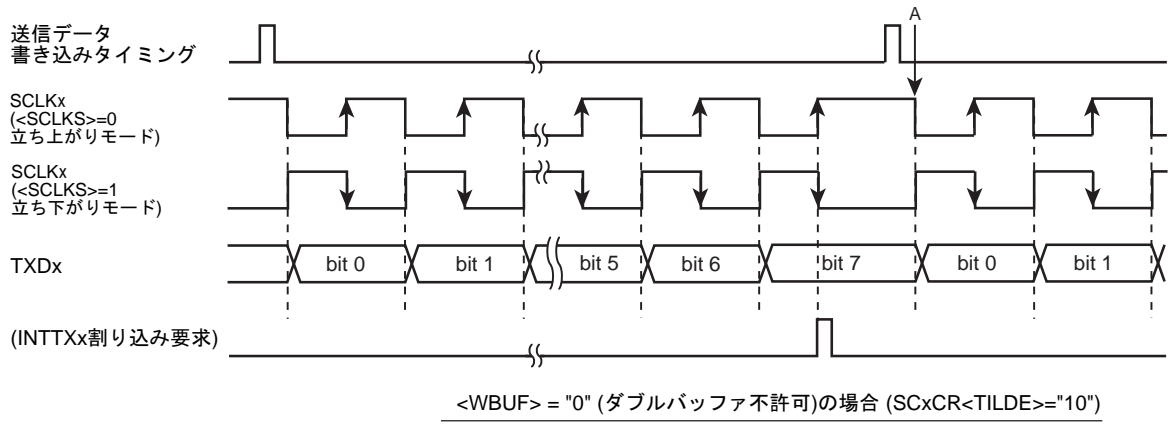 A
送信データ
書き込みタイミング
SCLKx
(<SCLKS>=0
立ち上がりモード)
SCLKx
(<SCLKS>=1
立ち下がりモード)
TXDx
bit 0
bit 1
bit 5
bit 6
bit 7
bit 0
bit 1
(INTTXx割り込み要求)
<WBUF> = "0" (ダブルバッファ不許可)の場合 (SCxCR<TILDE>="10")